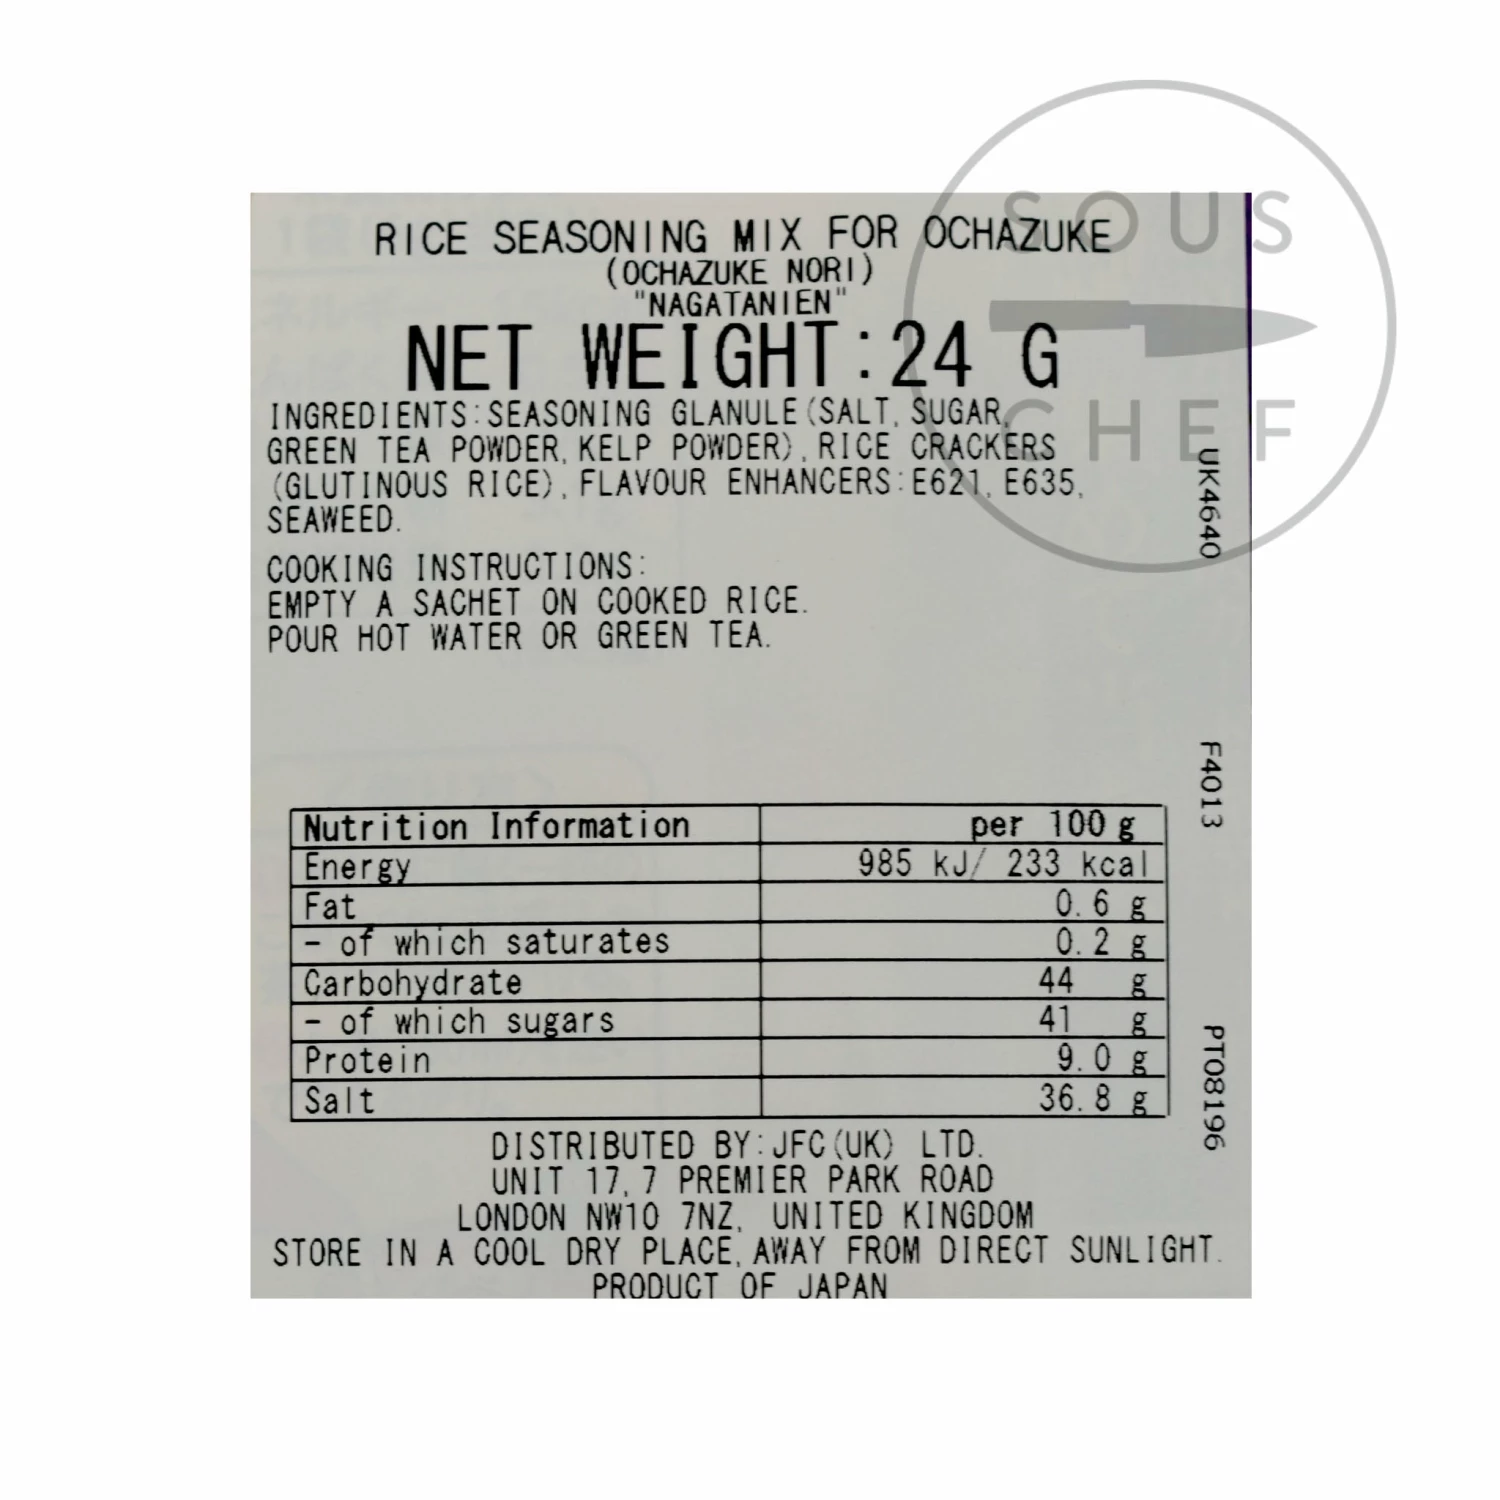 SOUS
CHEF
RICE SEASONING MIX FOR OCHAZUKE
(OCHAZUKE NORI)
"NAGATANIEN"
NET WEIGHT:24 G
INGREDIENTS:SEASONING GLANULE(SALT, SUGAR,
GREEN TEA POWDER, KELP POWDER), RICE CRACKERS
(GLUTINOUS RICE), FLAVOUR ENHANCERS:E621, E635,
SEAWEED.
COOKING INSTRUCTIONS:
EMPTY A SACHET ON COOKED RICE.
POUR HOT WATER OR GREEN TEA.
Nutrition Information per 100 g
Energy 985 kJ/ 233 kcal
Fat 0.6 g
- of which saturates 0.2 g
Carbohydrate 44 g
- of which sugars 41 g
Protein 9.0 g
Salt 36.8 g
DISTRIBUTED BY:JFC(UK) LTD.
UNIT 17, 7 PREMIER PARK ROAD
LONDON NW10 7NZ, UNITED KINGDOM
STORE IN A COOL DRY PLACE, AWAY FROM DIRECT SUNLIGHT.
PRODUCT OF JAPAN
UK4640
F4013
PT08196